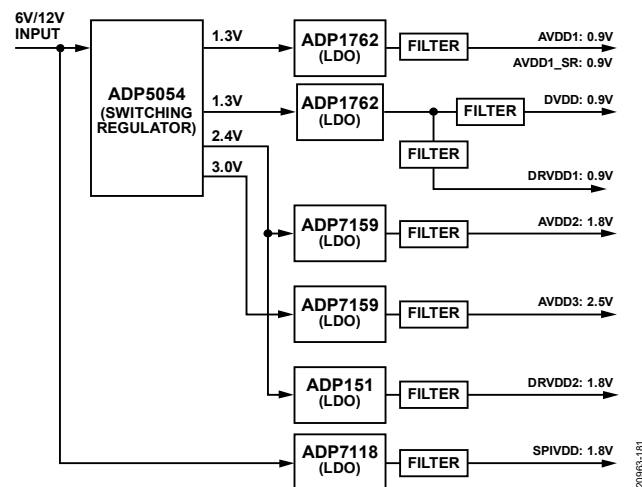 6V/12V
INPUT
ADP5054
(SWITCHING
REGULATOR)
1.3V
ADP1762
(LDO)
FILTER
AVDD1: 0.9V
AVDD1_SR: 0.9V
1.3V
ADP1762
(LDO)
FILTER
DVDD: 0.9V
FILTER
DRVDD1: 0.9V
2.4V
3.0V
ADP7159
(LDO)
FILTER
AVDD2: 1.8V
ADP7159
(LDO)
FILTER
AVDD3: 2.5V
ADP151
(LDO)
FILTER
DRVDD2: 1.8V
ADP7118
(LDO)
FILTER
SPIVDD: 1.8V
20963-181